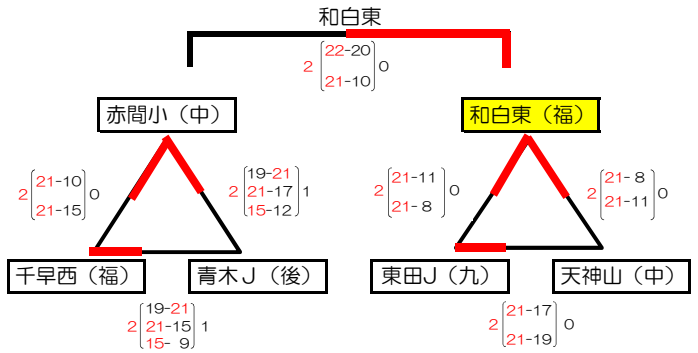 和白東
2 22-20 0
21-10
赤間小（中） 和白東（福）
2 21-10 0
21-15
19-21
2 21-17 1
15-12
2 21-11 0
21-8
2 21-8 0
21-11
千早西（福） 青木Ｊ（後） 東田J（九） 天神山（中）
19-21
2 21-15 1
15-9
2 21-17 0
21-19